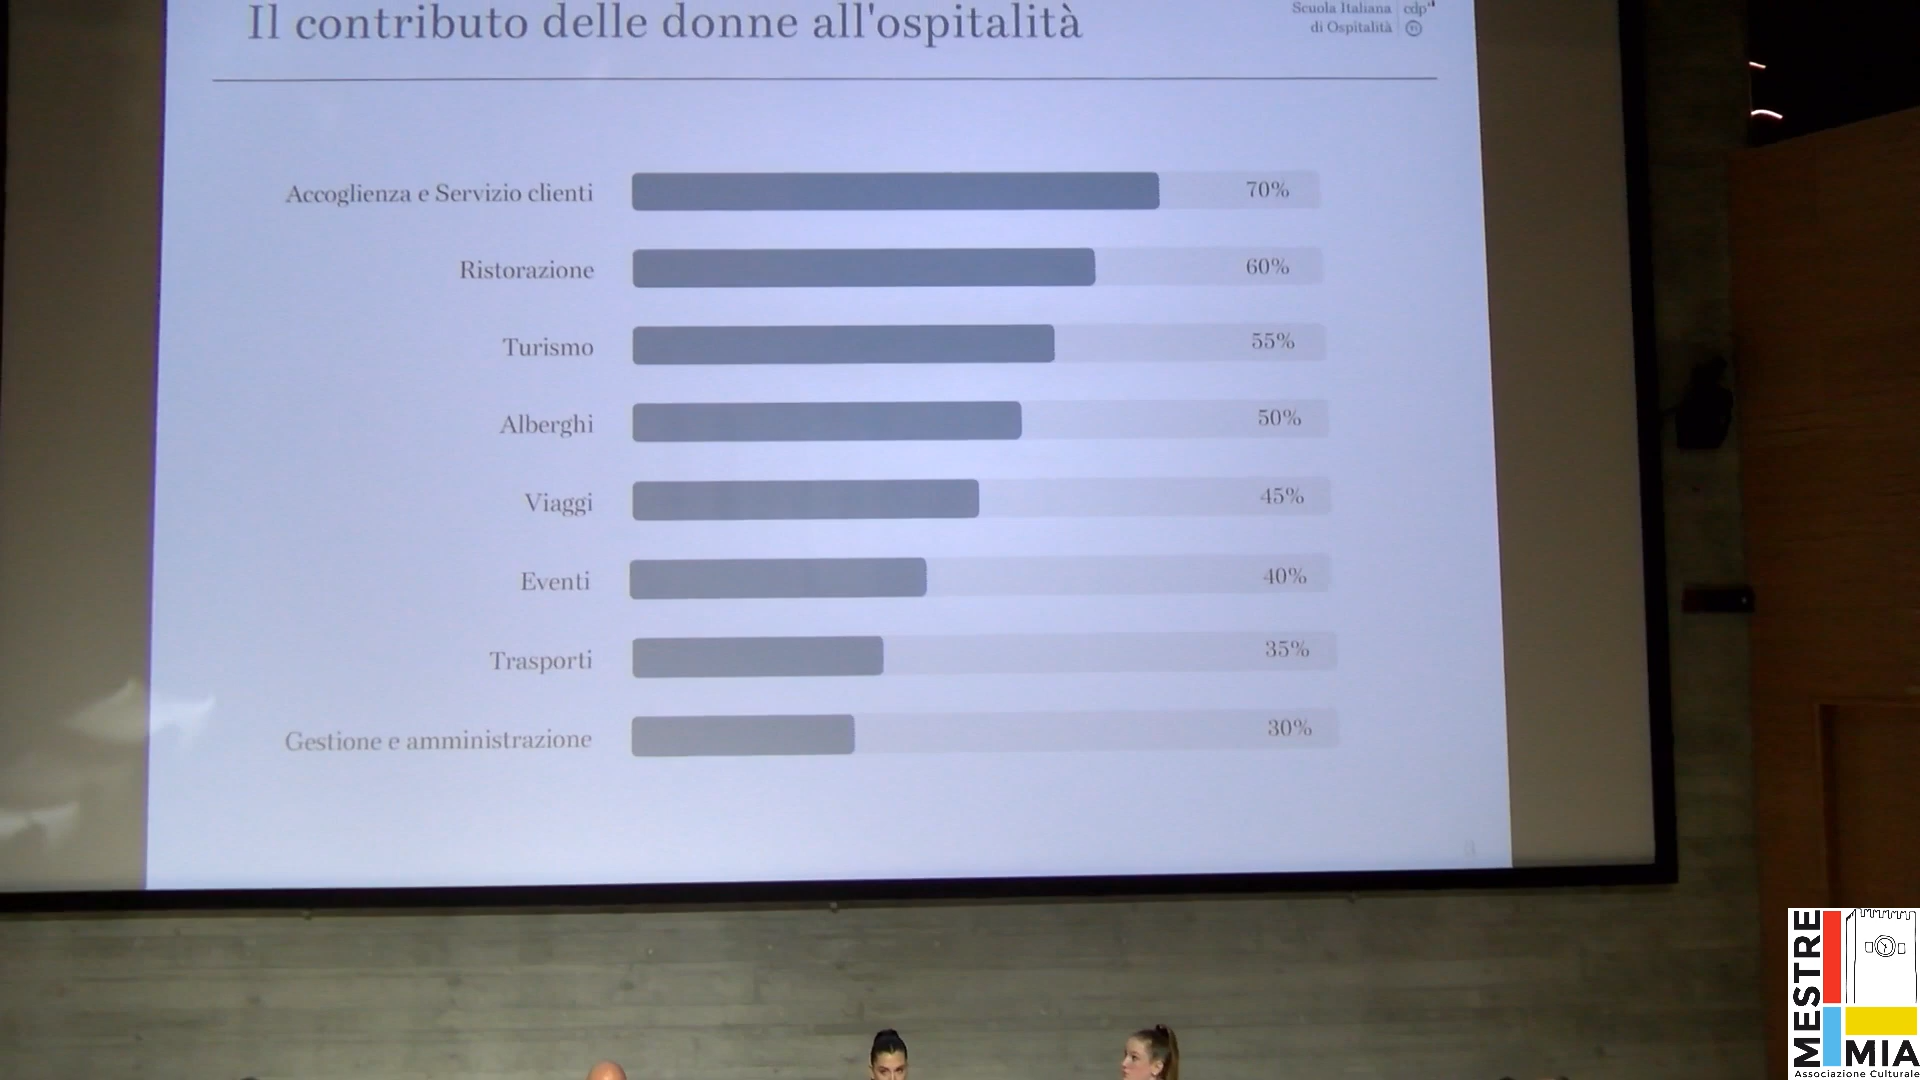 Il contributo delle donne all'ospitalità
Scuola Italiana
di Ospitalità
cdp
Accoglienza e Servizio clienti 70%
Ristorazione 60%
Turismo 55%
Alberghi 50%
Viaggi 45%
Eventi 40%
Trasporti 35%
Gestione e amministrazione 30%
MESTRE
MIA
Associazione Culturale